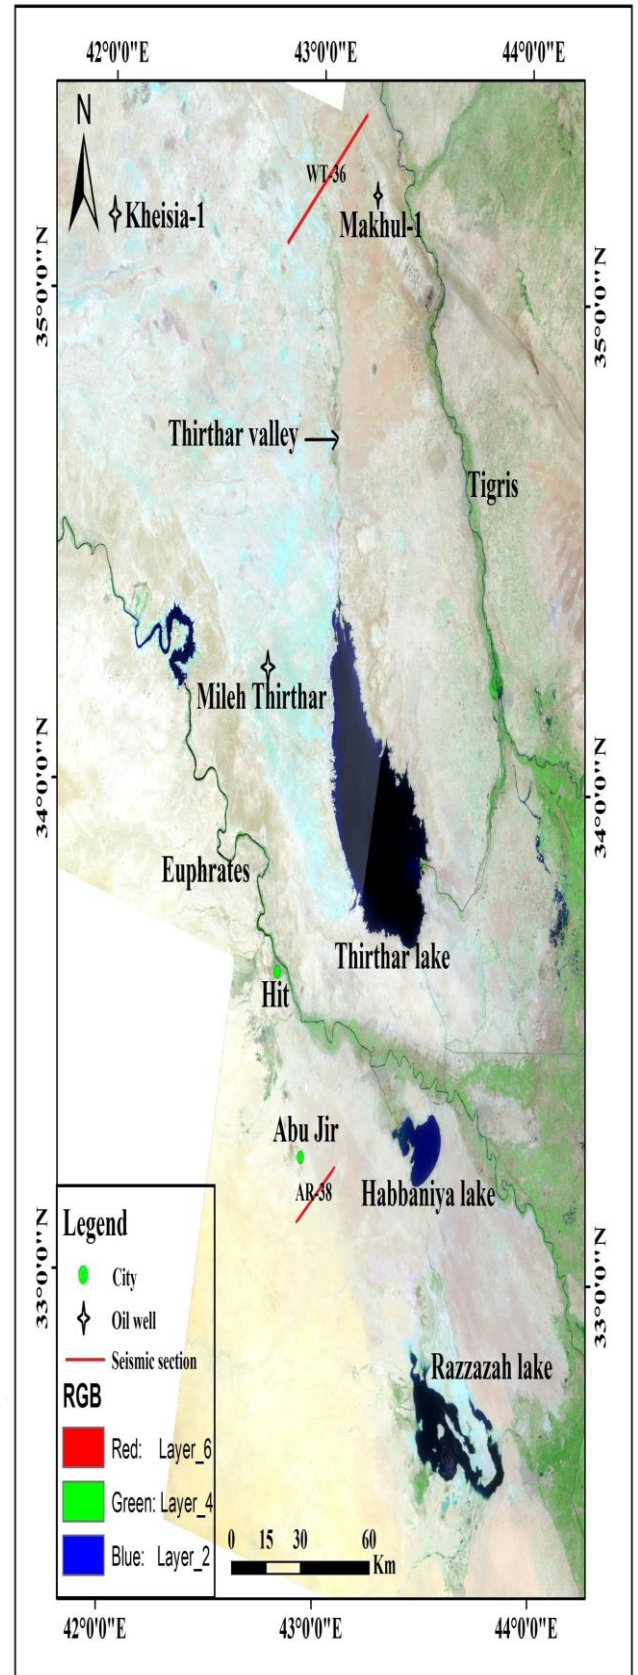 42°0'0"E 43°0'0"E 44°0'0"E
N
WT-36
Kheisia-1
Makhul-1
35°0'0"N
35°0'0"N
Thirthar valley
Tigris
Mileh Thirthar
34°0'0"N
34°0'0"N
Euphrates
Thirthar lake
Hit
Abu Jir
AR-38
Habbaniya lake
33°0'0"N
33°0'0"N
Legend
City
Oil well
Seismic section
Razzazah lake
RGB
Red: Layer_6
Green: Layer_4
Blue: Layer_2
0 15 30 60
Km
42°0'0"E 43°0'0"E 44°0'0"E